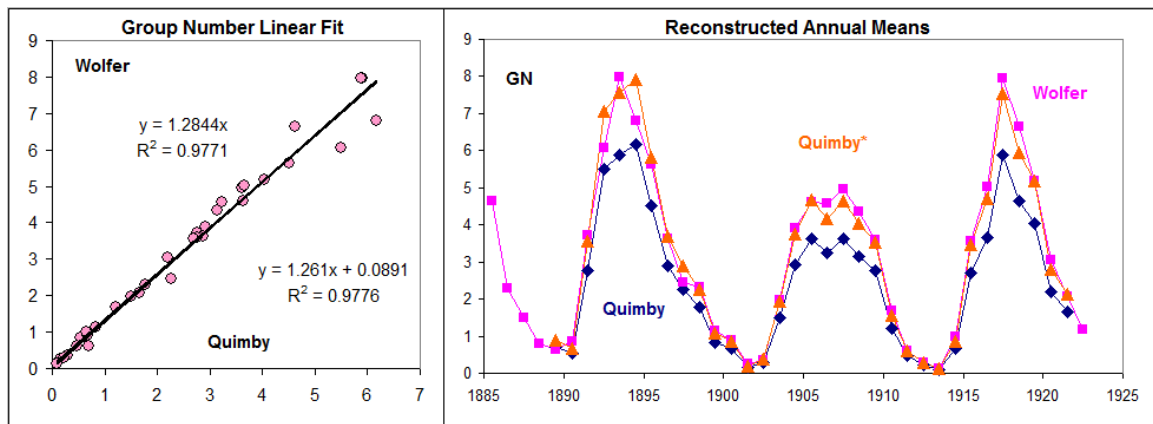 Group Number Linear Fit
9
8
7
6
5
4
3
2
1
0
Wolfer
y = 1.2844x
R² = 0.9771
y = 1.261x + 0.0891
R² = 0.9776
Quimby
0 1 2 3 4 5 6 7
Reconstructed Annual Means
9
8
7
6
5
4
3
2
1
0
GN
Wolfer
Quimby*
Quimby
1885 1890 1895 1900 1905 1910 1915 1920 1925